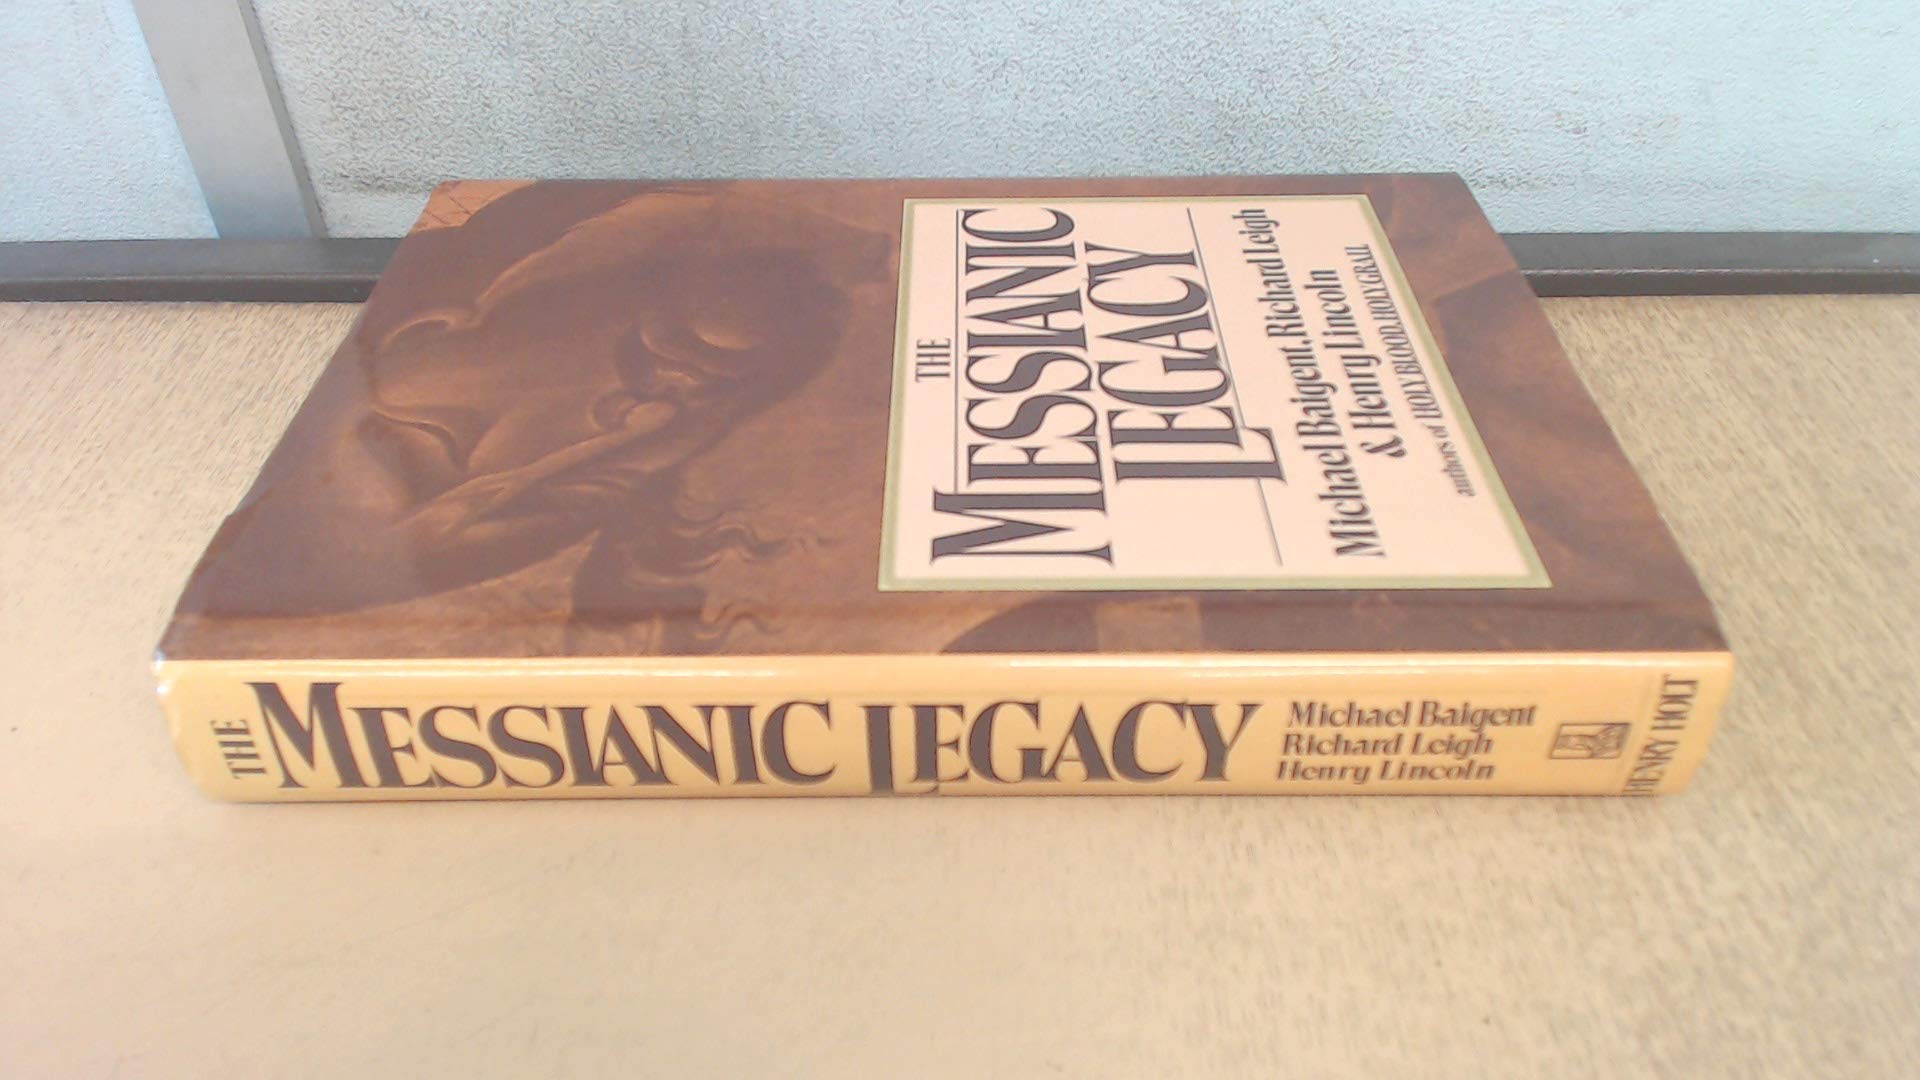 THE
MESSIANIC
LEGACY
Michael Baigent, Richard Leigh
& Henry Lincoln
authors of HOLY BLOOD, HOLY GRAIL
THE MESSIANIC LEGACY
Michael Baigent
Richard Leigh
Henry Lincoln
HENRY HOLT